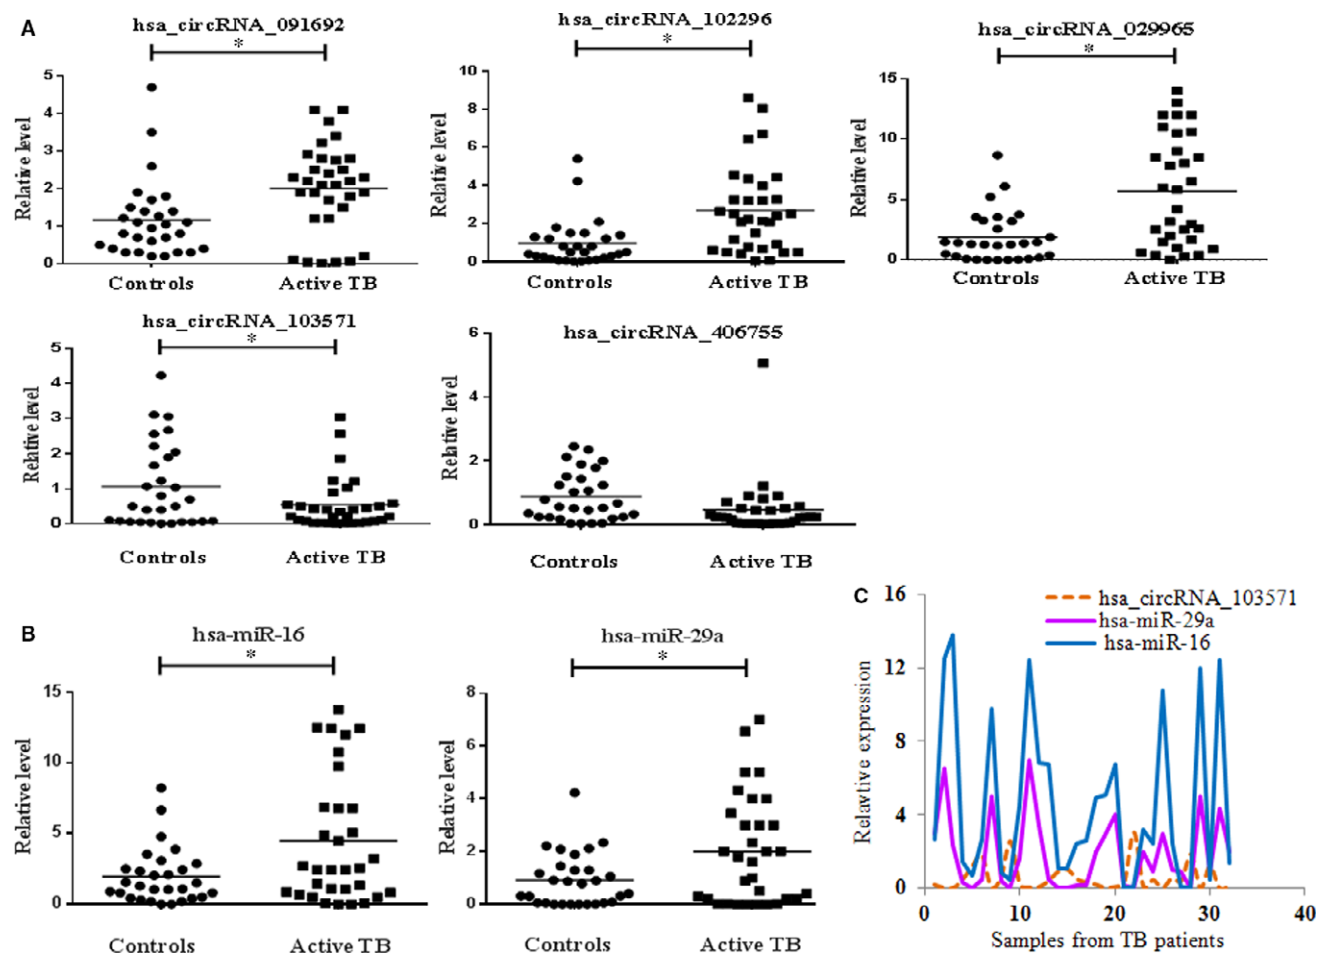 A
hsa_circRNA_091692
*
Relative level
5
4
3
2
1
0
Controls
Active TB
hsa_circRNA_102296
*
Relative level
10
8
6
4
2
0
Controls
Active TB
hsa_circRNA_029965
*
Relative level
15
10
5
0
Controls
Active TB
hsa_circRNA_103571
*
Relative level
5
4
3
2
1
0
Controls
Active TB
hsa_circRNA_406755
Relative level
6
4
2
0
Controls
Active TB
B
hsa-miR-16
*
Relative level
15
10
5
0
Controls
Active TB
hsa-miR-29a
*
Relative level
8
6
4
2
0
Controls
Active TB
C
hsa_circRNA_103571
hsa-miR-29a
hsa-miR-16
Relavtive expression
16
12
8
4
0
0
10
20
30
40
Samples from TB patients